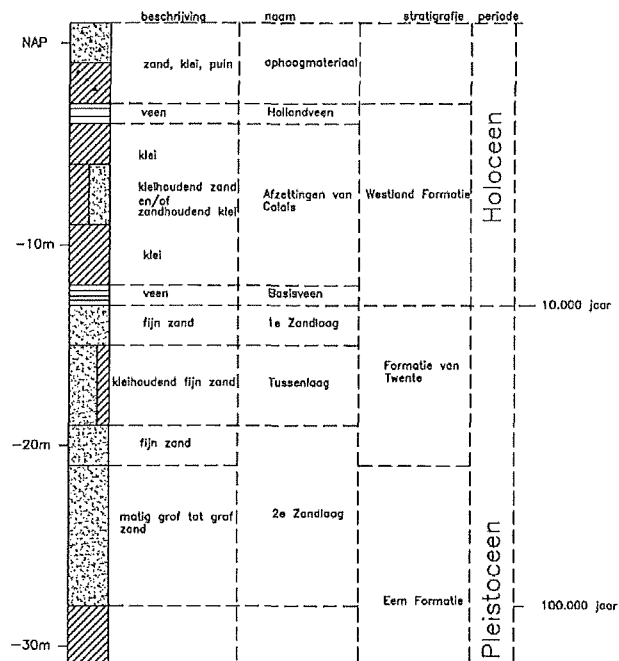 beschrijving naam stratigrafie periode
NAP
zand, klei, puin ophoogmateriaal
veen Hollandveen
klei
kleihoudend zand
en/of
zandhoudend klei
Afzettingen van
Calais
Westland Formatie
Holoceen
-10m
klei
veen Basisveen
10.000 jaar
fijn zand 1e Zandlaag
Formatie van
Twente
kleihoudend fijn zand Tussenlaag
-20m
fijn zand
matig grof tot grof
zand
2e Zandlaag
Pleistoceen
Eem Formatie
100.000 jaar
-30m